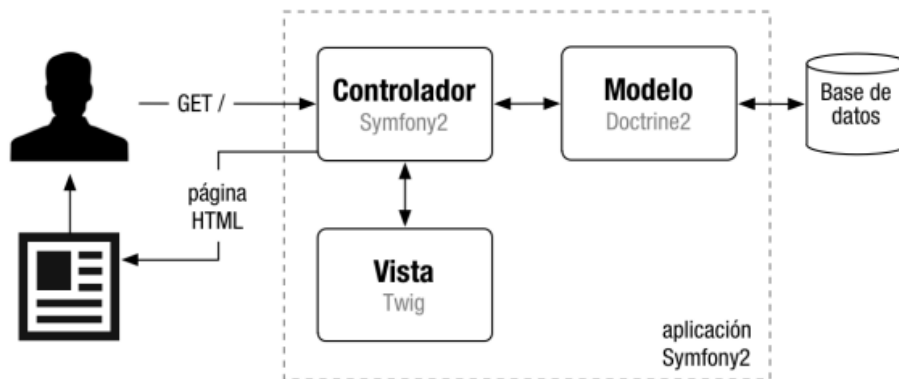 GET /
Controlador
Symfony2
Modelo
Doctrine2
Base de
datos
página
HTML
Vista
Twig
aplicación
Symfony2